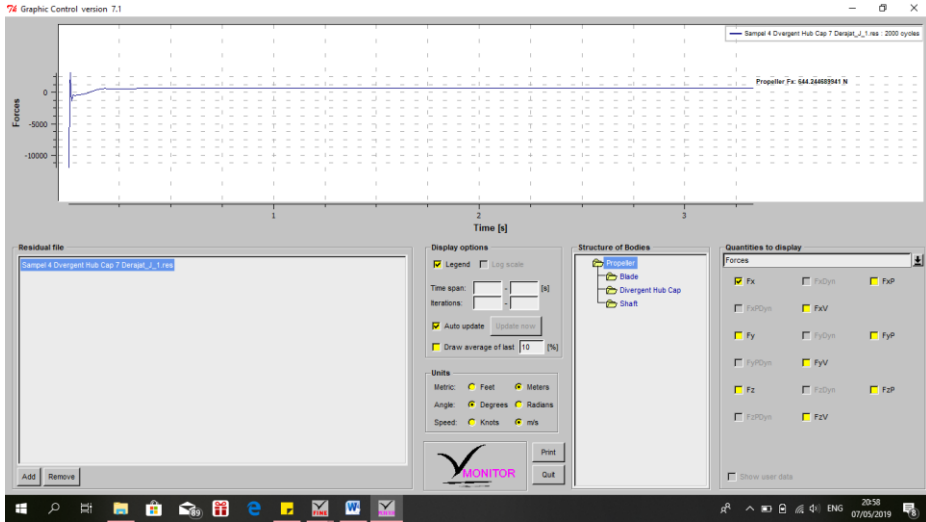 Graphic Control version 7.1
Sampel 4 Dvergent Hub Cap 7 Derajat_J_1.res : 2000 cycles
Propeller_Fx: 644.244689941 N
0
-5000
-10000
Forces
1
2
3
Time [s]
Residual file
Sampel 4 Dvergent Hub Cap 7 Derajat_J_1.res
Add
Remove
Display options
Legend
Log scale
Time span: - [s]
Iterations: -
Auto update
Update now
Draw average of last 10 [%]
Units
Metric: Feet Meters
Angle: Degrees Radians
Speed: Knots m/s
MONITOR
Print
Quit
Structure of Bodies
Propeller
Blade
Divergent Hub Cap
Shaft
Quantities to display
Forces
Fx FxDyn FxP
FxPDyn FxV
Fy FyDyn FyP
FyPDyn FyV
Fz FzDyn FzP
FzPDyn FzV
Show user data
89
FINE
ENG
20:58
07/05/2019